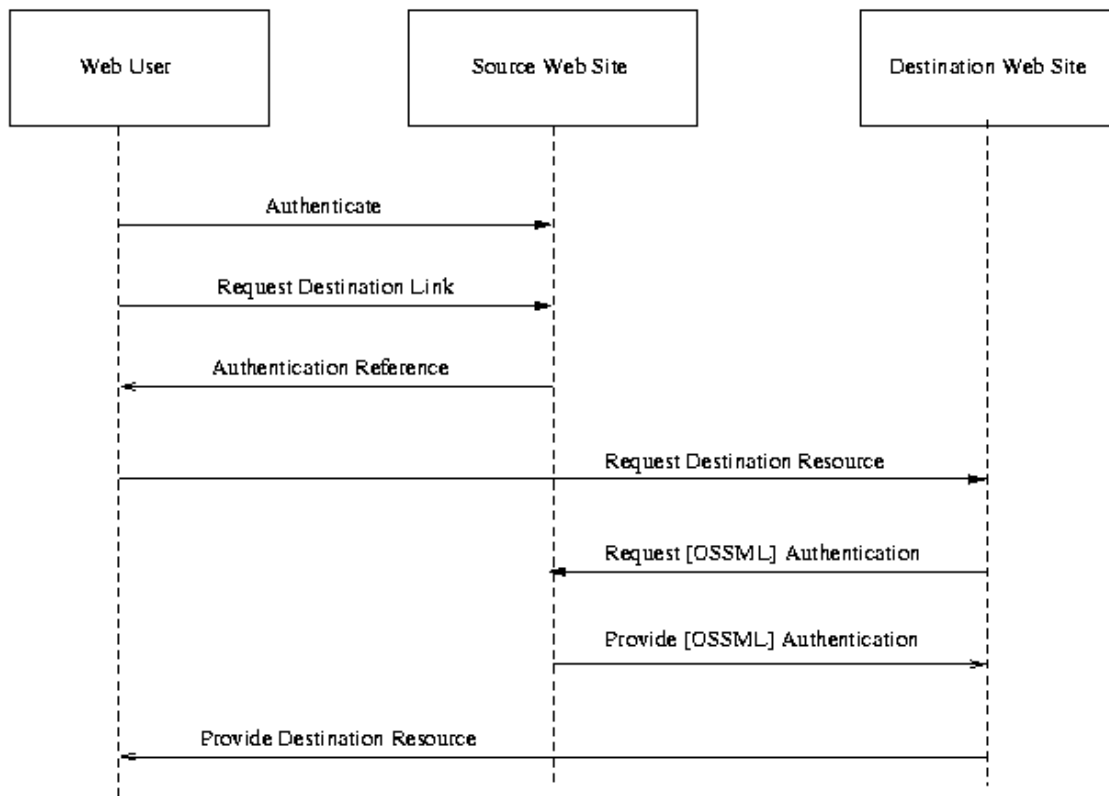 Web User
Source Web Site
Destination Web Site
Authenticate
Request Destination Link
Authentication Reference
Request Destination Resource
Request [OSSML] Authentication
Provide [OSSML] Authentication
Provide Destination Resource